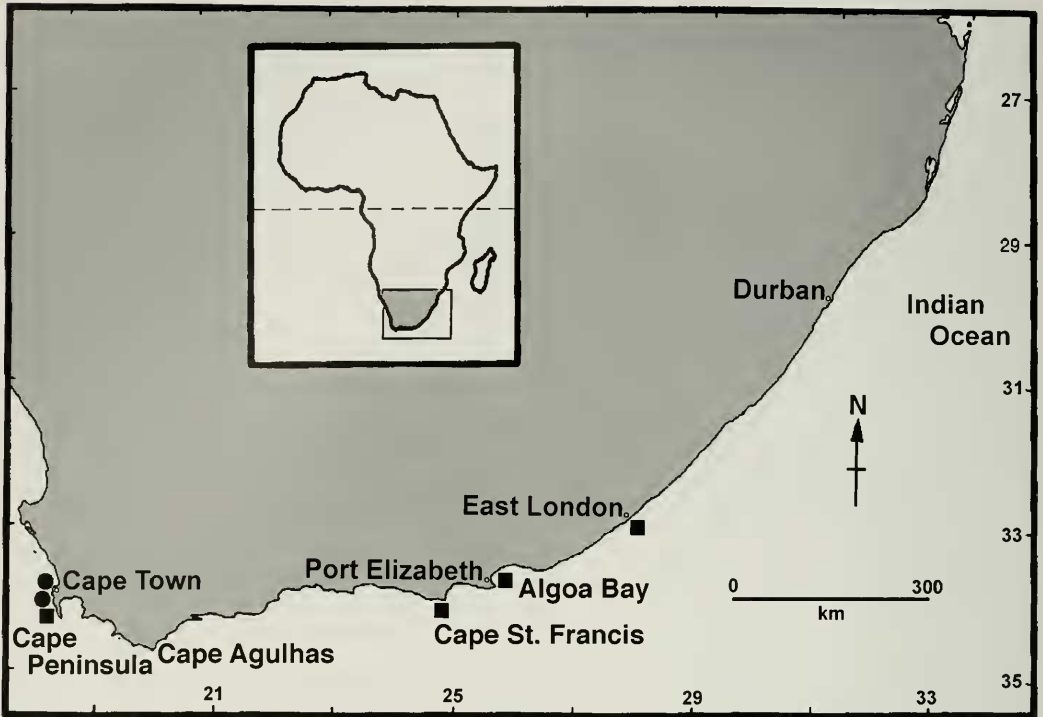 27
29
Durban
Indian
Ocean
31
N
East London
33
Port Elizabeth
Algoa Bay
0 300
km
Cape Town
Cape St. Francis
Cape
Peninsula
Cape Agulhas
35
21 25 29 33